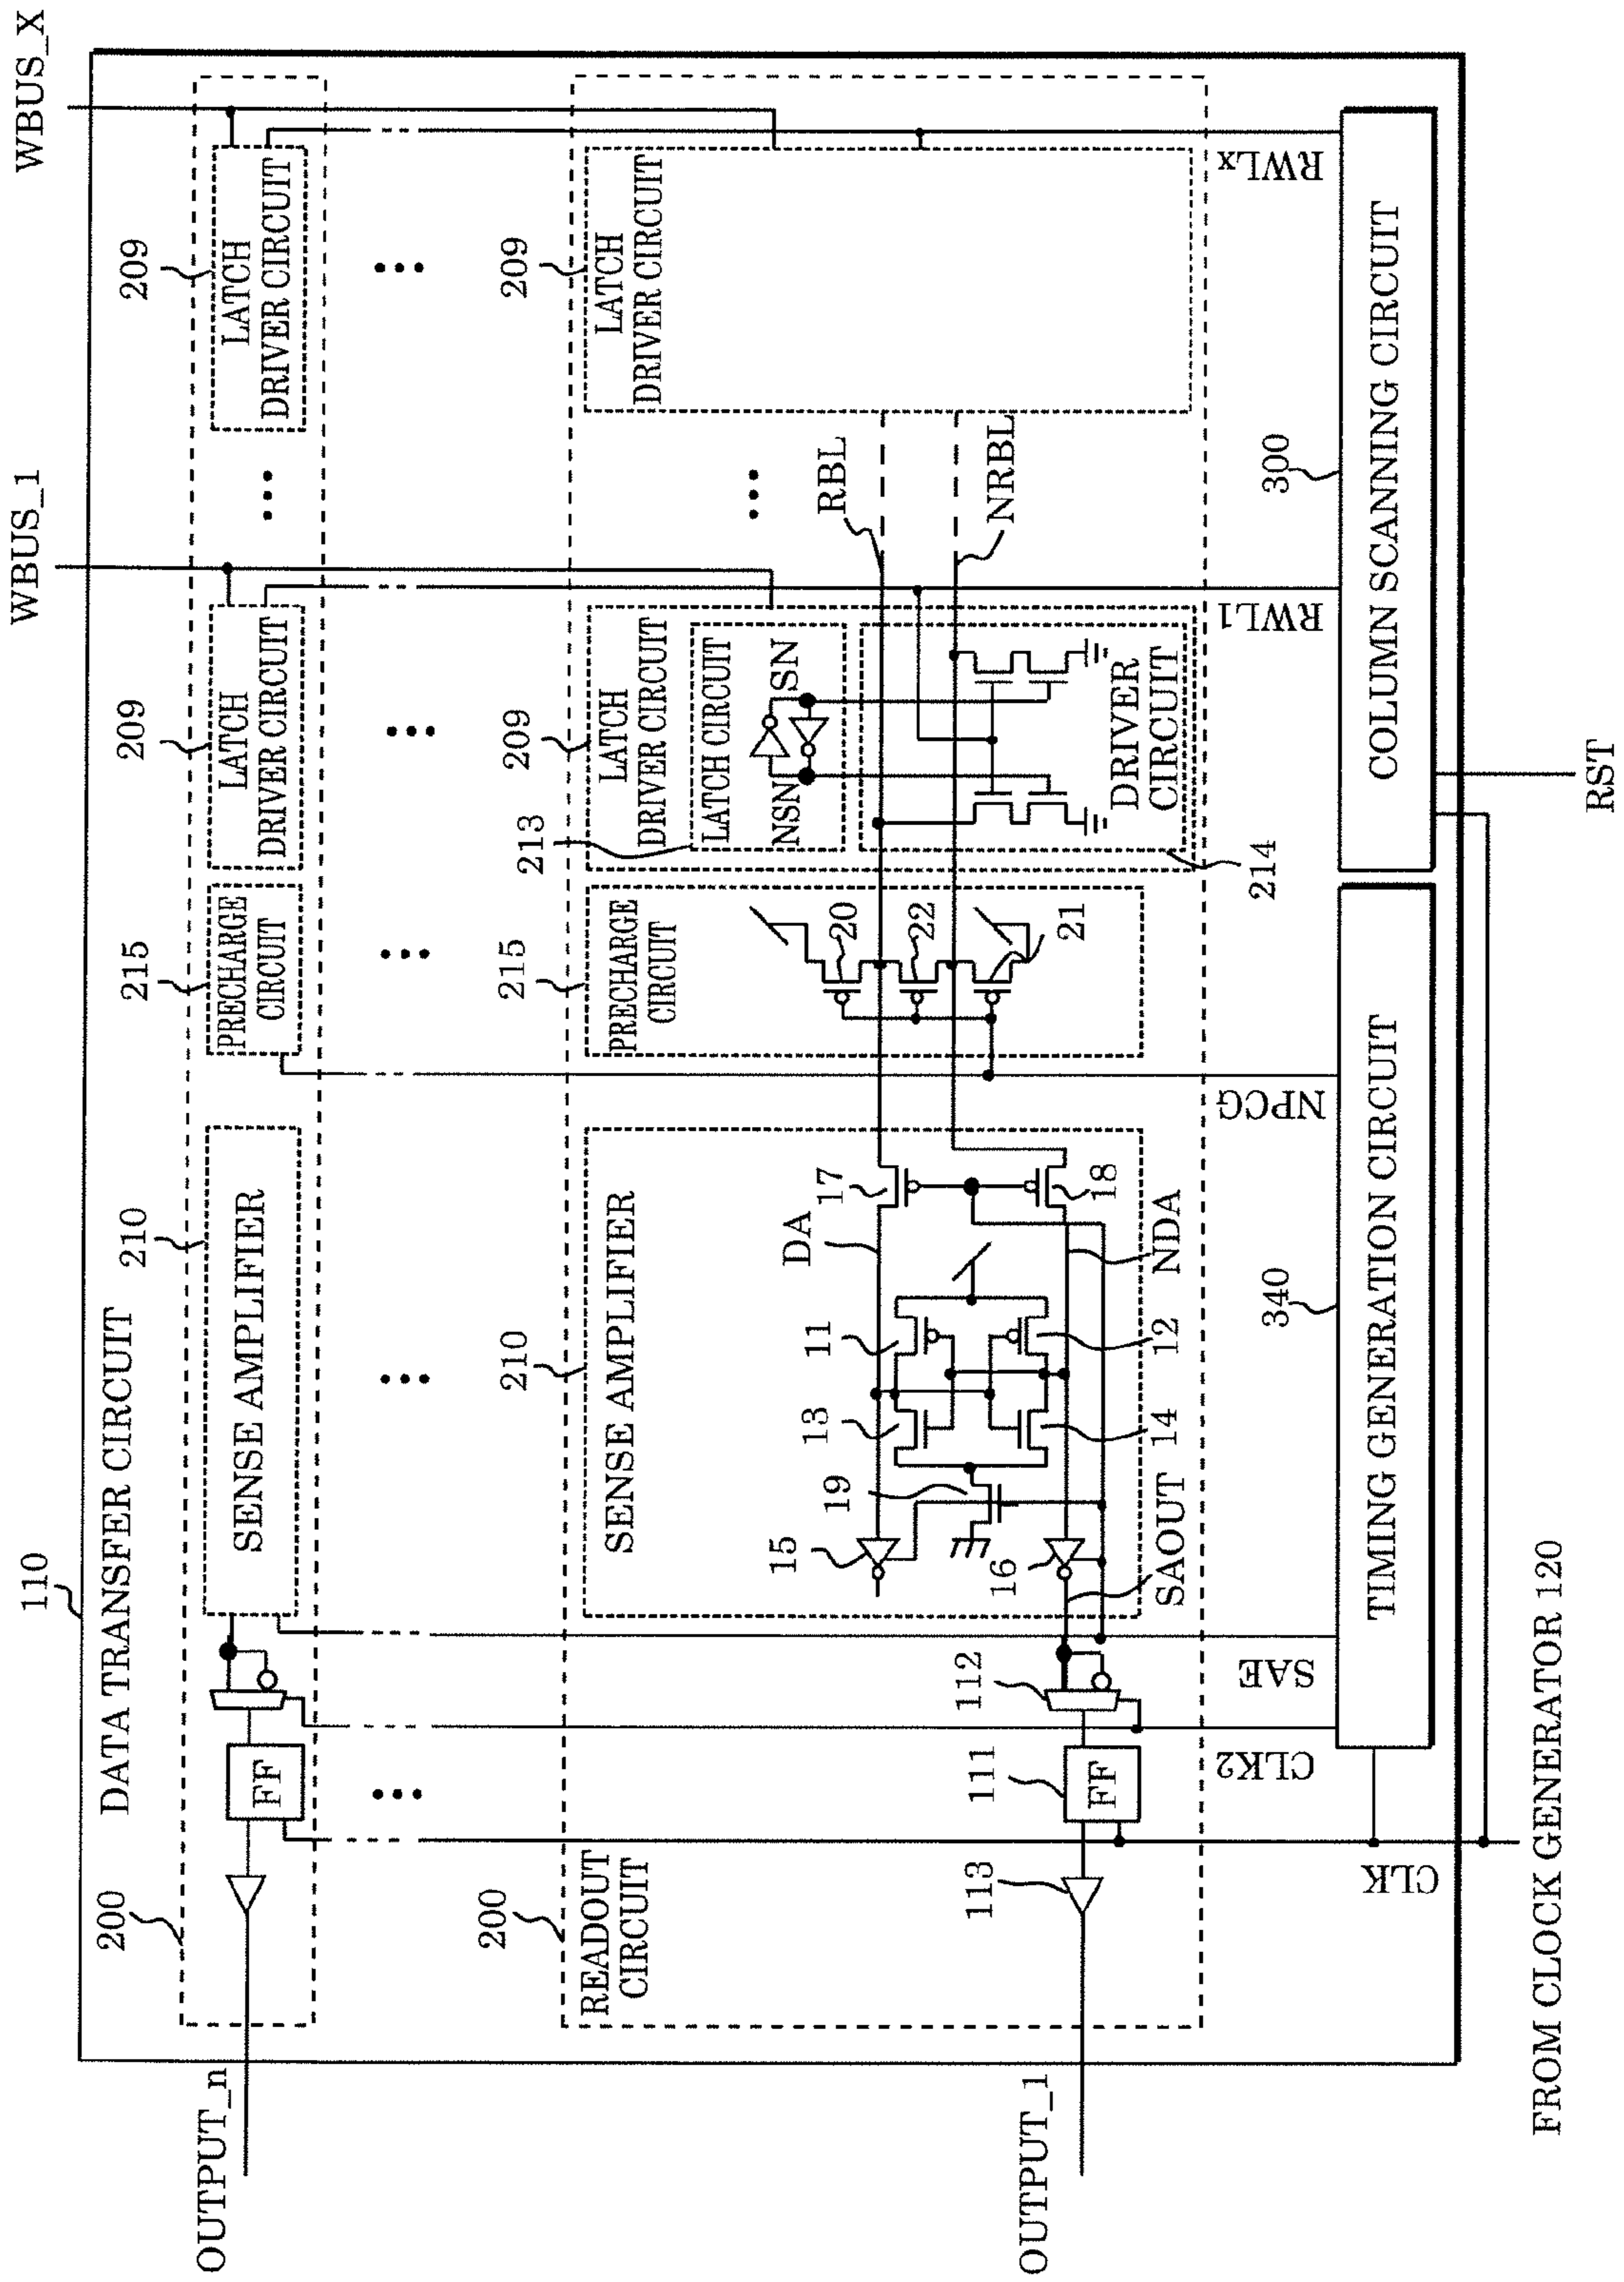 WBUS_X
WBUS_1
DATA TRANSFER CIRCUIT
110
200
OUTPUT_n
FF
210
SENSE AMPLIFIER
215
PRECHARGE
CIRCUIT
209
LATCH
DRIVER CIRCUIT
209
LATCH
DRIVER CIRCUIT
200
READOUT
CIRCUIT
OUTPUT_1
113
111
FF
112
210
SENSE AMPLIFIER
15
16
SAOUT
19
13
14
11
12
DA
NDA
17
18
215
PRECHARGE
CIRCUIT
20
22
21
209
LATCH
DRIVER CIRCUIT
213
LATCH CIRCUIT
NSN
SN
DRIVER
CIRCUIT
214
RBL
NRBL
209
LATCH
DRIVER CIRCUIT
CLK
CLK2
SAE
NPCG
RWL1
RWLx
340
TIMING GENERATION CIRCUIT
300
COLUMN SCANNING CIRCUIT
FROM CLOCK GENERATOR 120
RST